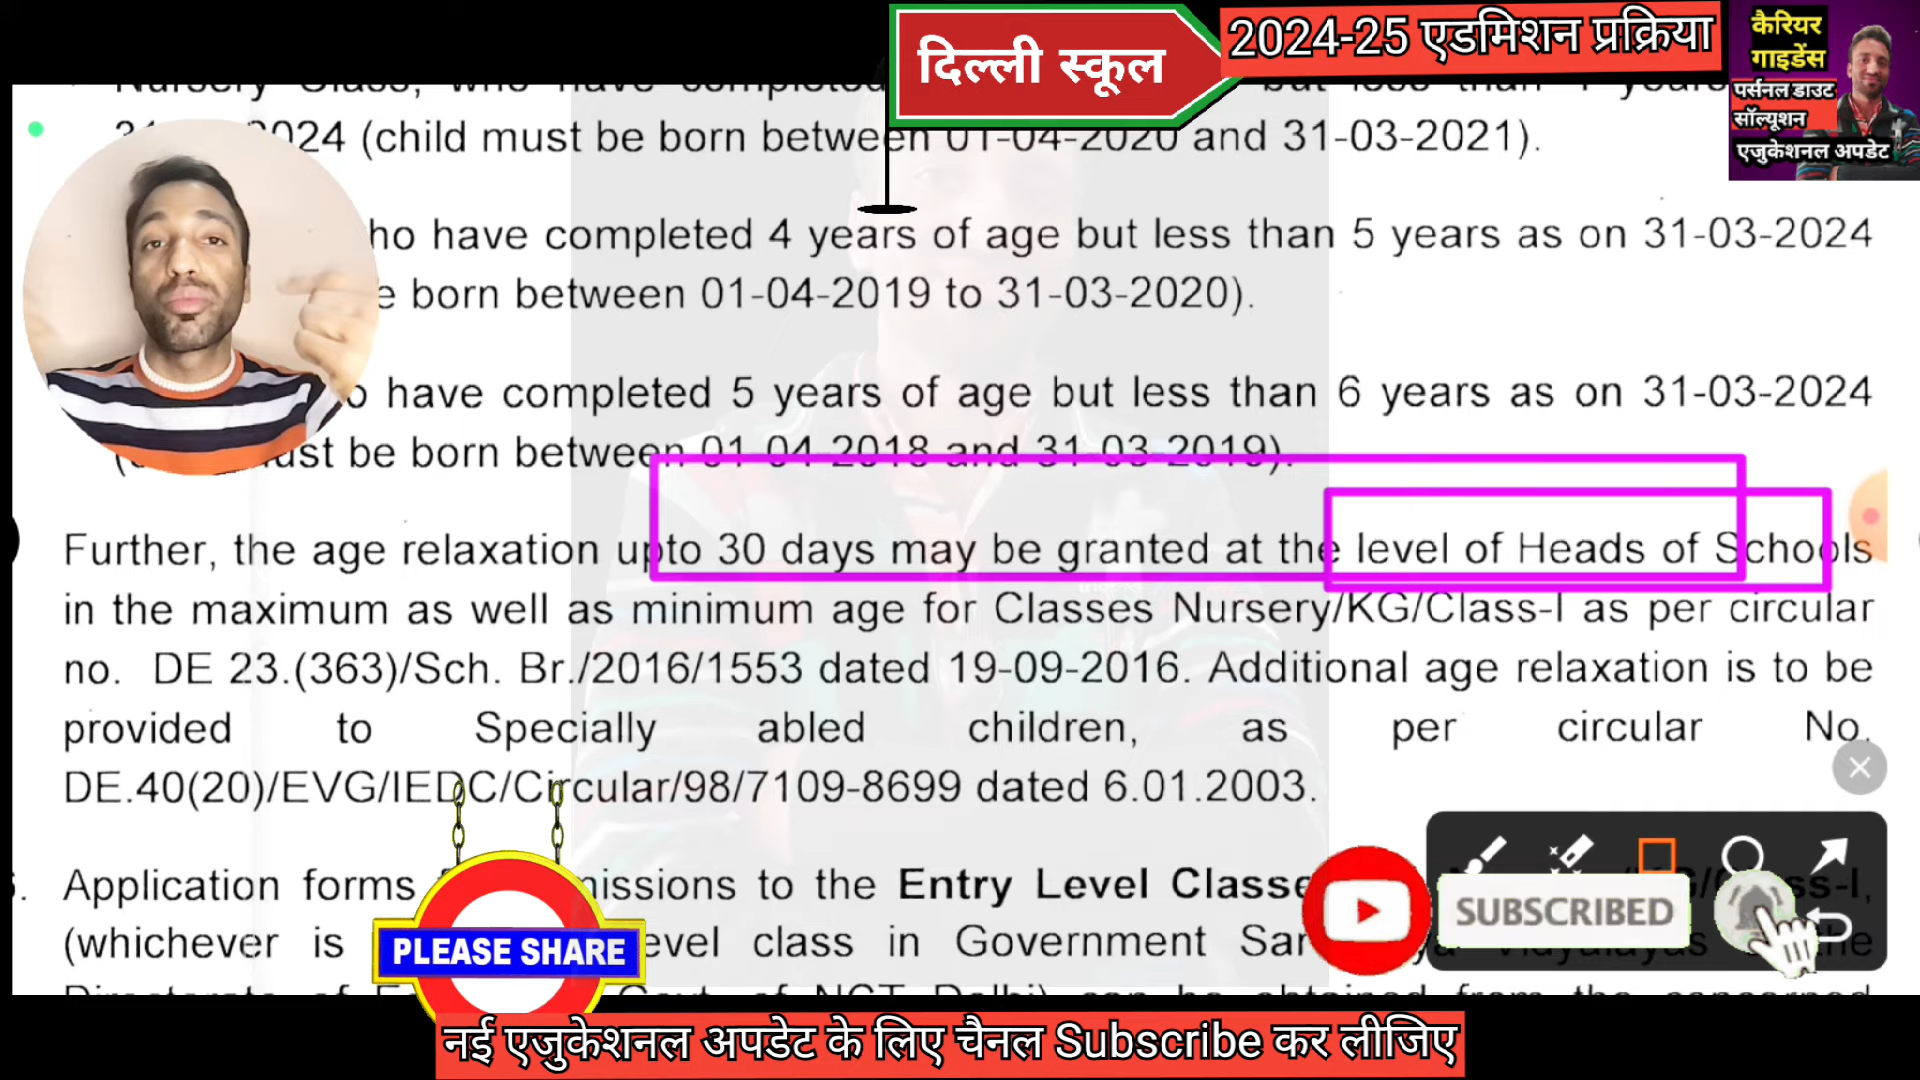 दिल्ली स्कूल
2024-25 एडमिशन प्रक्रिया
कैरियर
गाइडेंस
पर्सनल डाउट
सॉल्यूशन
एजुकेशनल अपडेट
(child must be born between 01-04-2020 and 31-03-2021).
have completed 4 years of age but less than 5 years as on 31-03-2024
born between 01-04-2019 to 31-03-2020).
have completed 5 years of age but less than 6 years as on 31-03-2024
be born between 01-04-2018 and 31-03-2019).
Further, the age relaxation upto 30 days may be granted at the level of Heads of Schools
in the maximum as well as minimum age for Classes Nursery/KG/Class-I as per circular
no. DE 23.(363)/Sch. Br./2016/1553 dated 19-09-2016. Additional age relaxation is to be
provided to Specially abled children, as per circular No.
DE.40(20)/EVG/IEDC/Circular/98/7109-8699 dated 6.01.2003.
Application forms to the Entry Level
(whichever is level class in Government
PLEASE SHARE
SUBSCRIBED
नई एजुकेशनल अपडेट के लिए चैनल Subscribe कर लीजिए